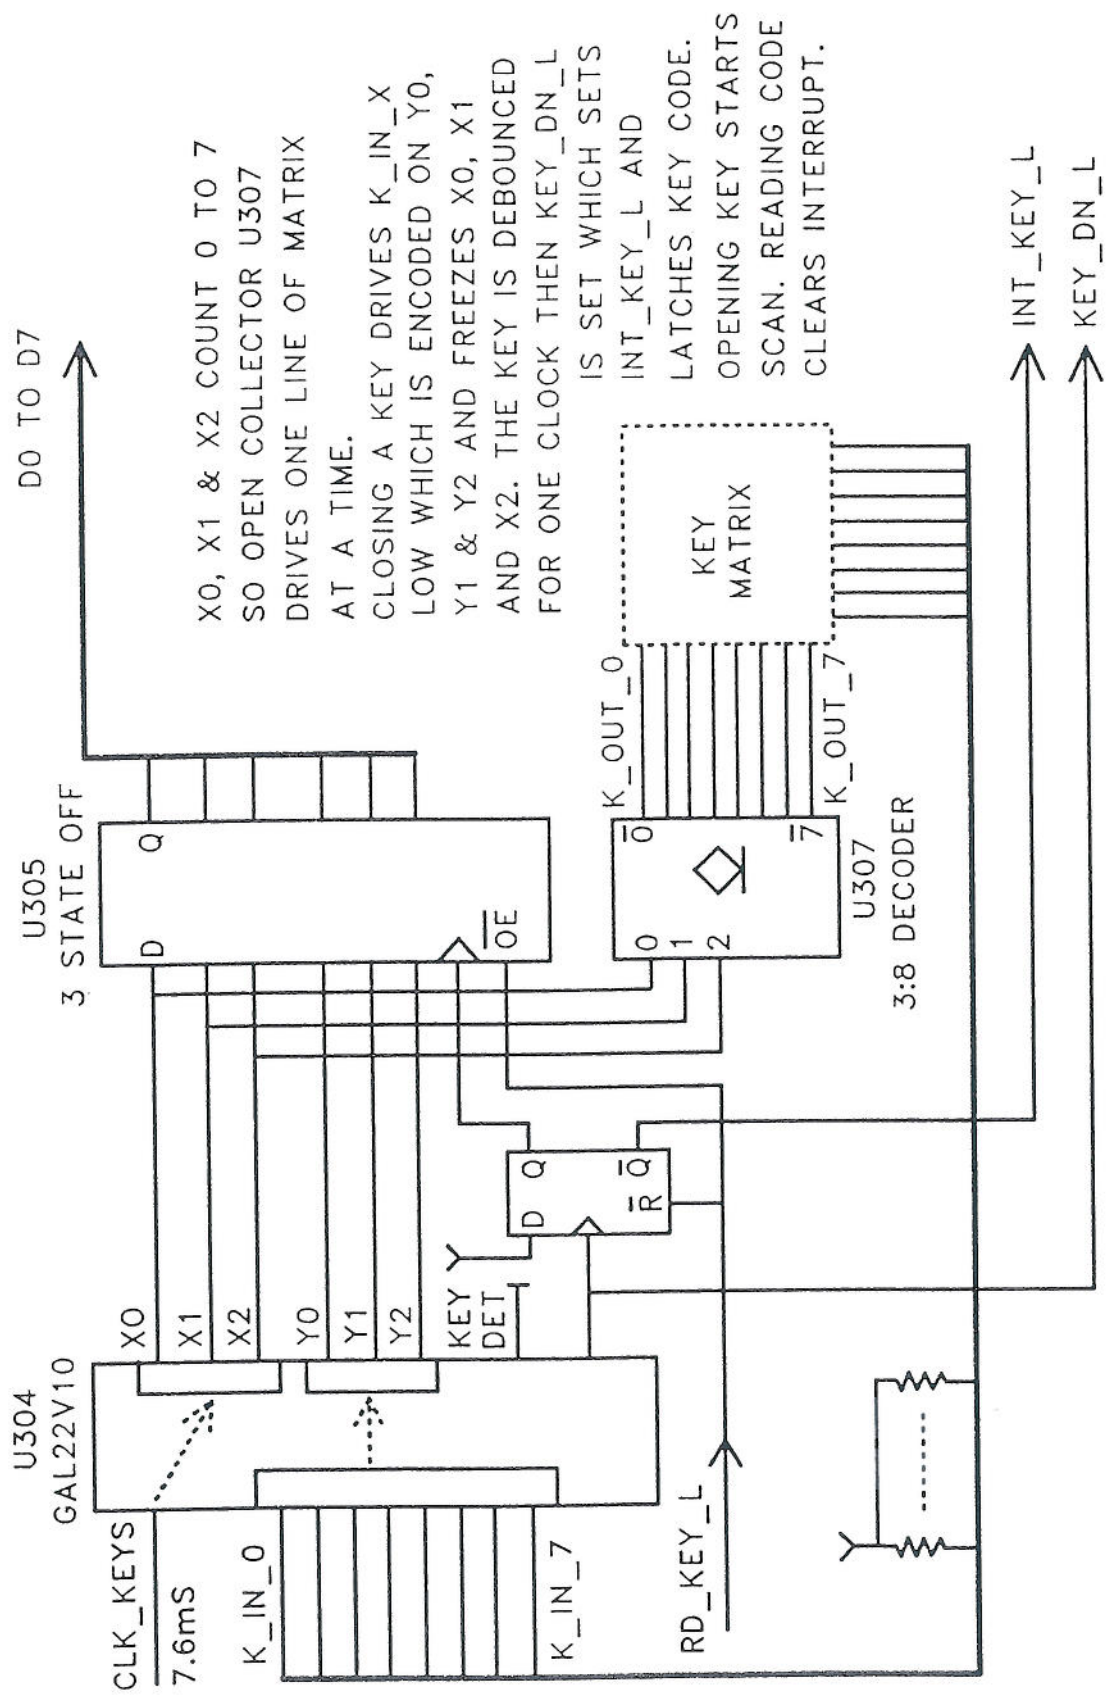 U304
GAL22V10
CLK_KEYS
7.6mS
K_IN_0
K_IN_7
RD_KEY_L
X0
X1
X2
Y0
Y1
Y2
KEY
DET
D
Q
Q
R
U305
3 STATE OFF
D
Q
OE
D0 TO D7
0
1
2
0
7
U307
3:8 DECODER
K_OUT_0
K_OUT_7
KEY
MATRIX
X0, X1 & X2 COUNT 0 TO 7
SO OPEN COLLECTOR U307
DRIVES ONE LINE OF MATRIX
AT A TIME.
CLOSING A KEY DRIVES K_IN_X
LOW WHICH IS ENCODED ON Y0,
Y1 & Y2 AND FREEZES X0, X1
AND X2. THE KEY IS DEBOUNCED
FOR ONE CLOCK THEN KEY_DN_L
IS SET WHICH SETS
INT_KEY_L AND
LATCHES KEY CODE.
OPENING KEY STARTS
SCAN. READING CODE
CLEARS INTERRUPT.
INT_KEY_L
KEY_DN_L